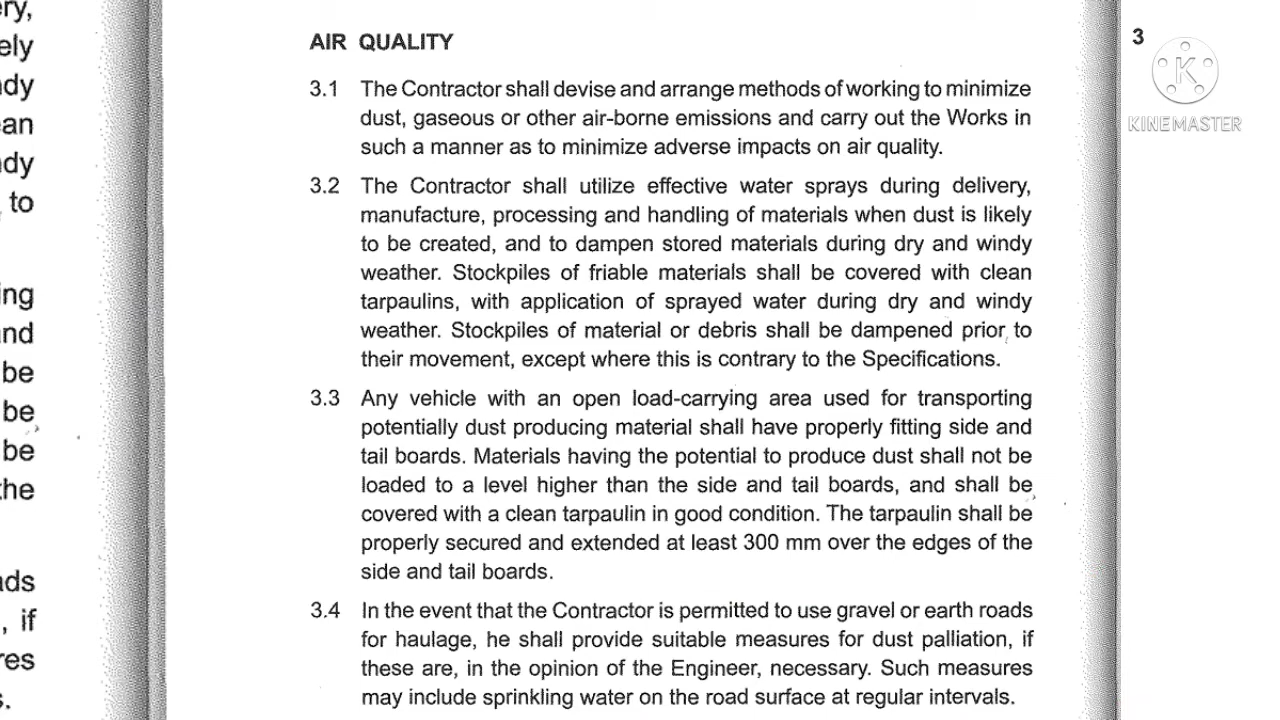 AIR QUALITY
3.1 The Contractor shall devise and arrange methods of working to minimize
dust, gaseous or other air-borne emissions and carry out the Works in
such a manner as to minimize adverse impacts on air quality.
3.2 The Contractor shall utilize effective water sprays during delivery,
manufacture, processing and handling of materials when dust is likely
to be created, and to dampen stored materials during dry and windy
weather. Stockpiles of friable materials shall be covered with clean
tarpaulins, with application of sprayed water during dry and windy
weather. Stockpiles of material or debris shall be dampened prior to
their movement, except where this is contrary to the Specifications.
3.3 Any vehicle with an open load-carrying area used for transporting
potentially dust producing material shall have properly fitting side and
tail boards. Materials having the potential to produce dust shall not be
loaded to a level higher than the side and tail boards, and shall be
covered with a clean tarpaulin in good condition. The tarpaulin shall be
properly secured and extended at least 300 mm over the edges of the
side and tail boards.
3.4 In the event that the Contractor is permitted to use gravel or earth roads
for haulage, he shall provide suitable measures for dust palliation, if
these are, in the opinion of the Engineer, necessary. Such measures
may include sprinkling water on the road surface at regular intervals.
to
be
be
be
, if
3
K
KINEMASTER